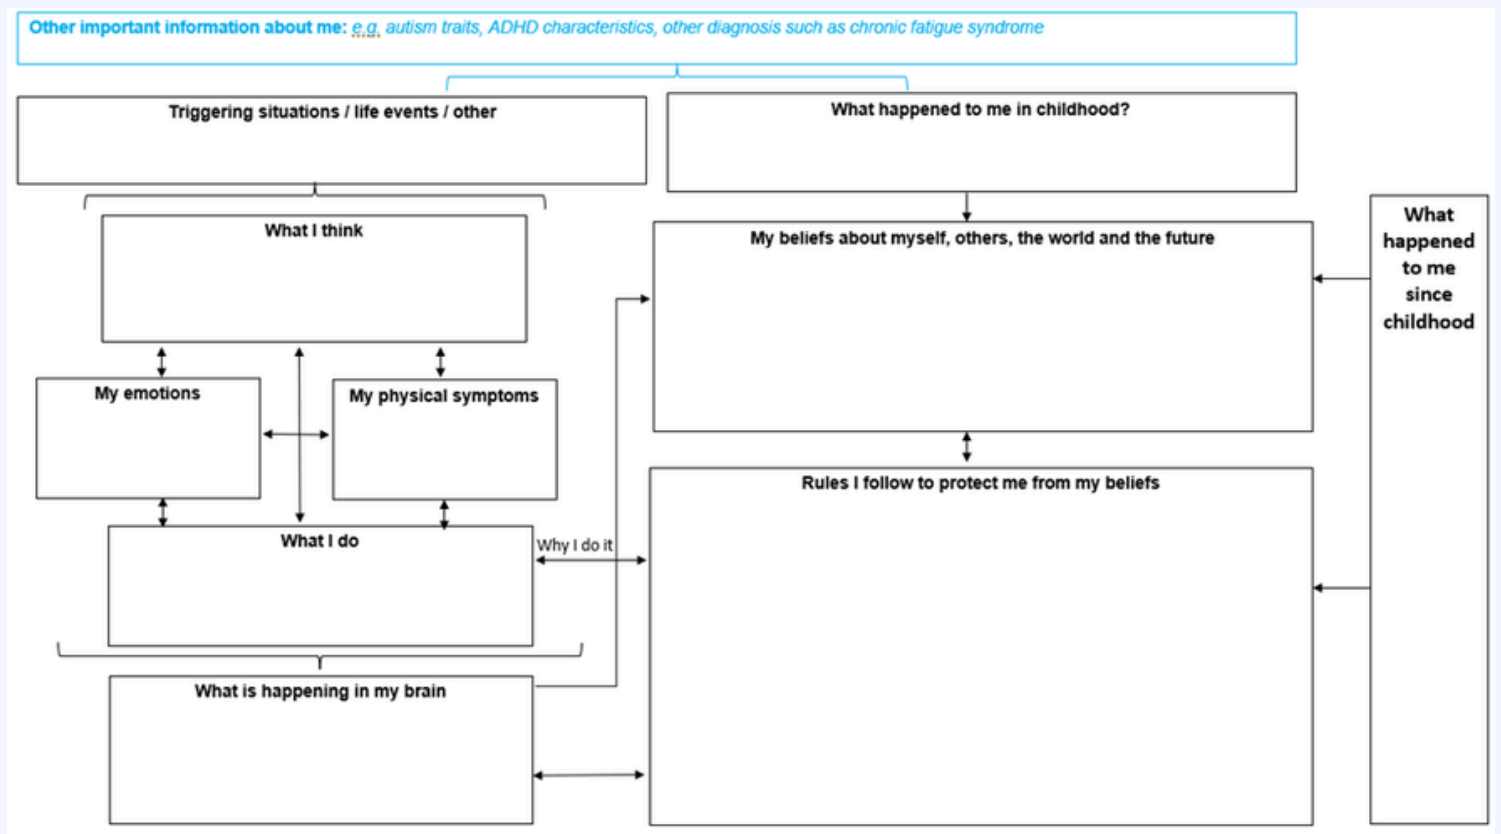 Other important information about me: e.g. autism traits, ADHD characteristics, other diagnosis such as chronic fatigue syndrome
Triggering situations / life events / other
What happened to me in childhood?
What I think
My beliefs about myself, others, the world and the future
What
happened
to me
since
childhood
My emotions
My physical symptoms
Rules I follow to protect me from my beliefs
What I do
Why I do it
What is happening in my brain